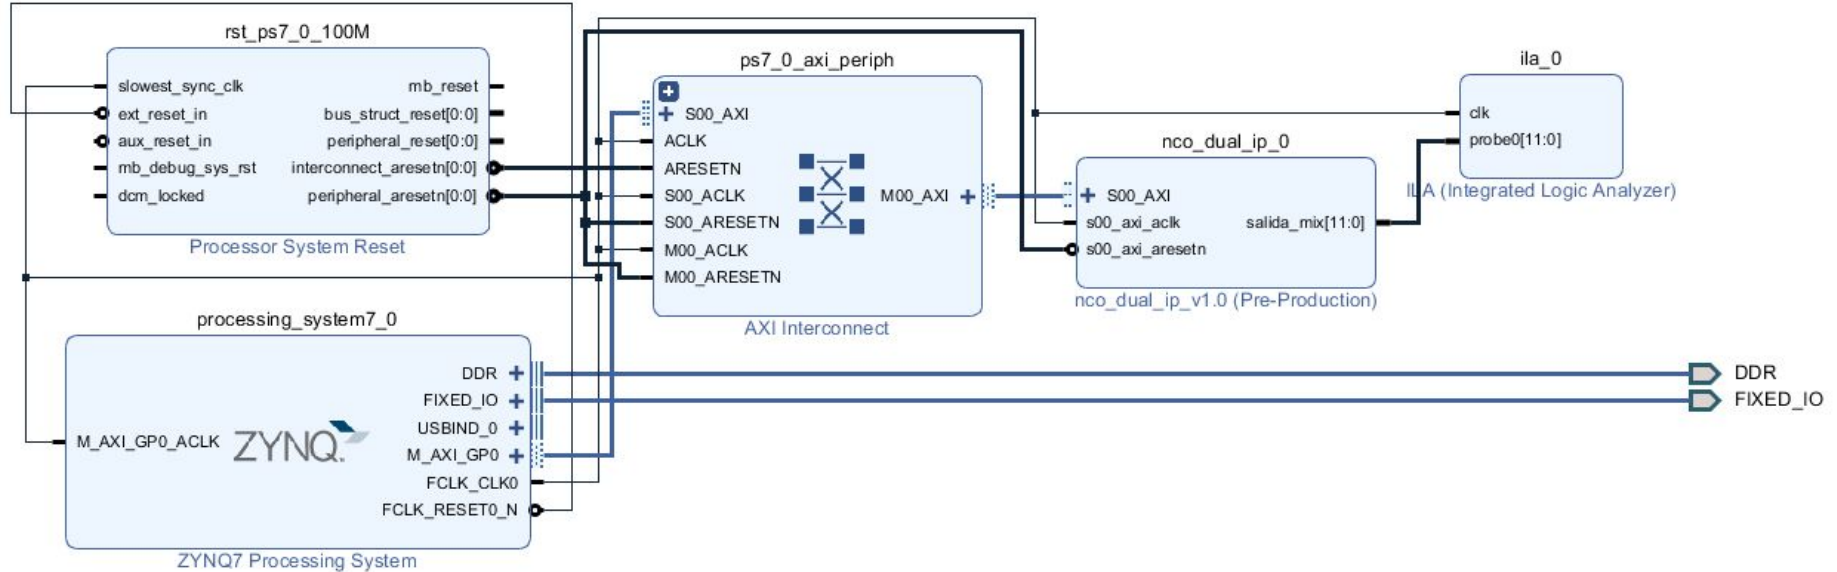 rst_ps7_0_100M
slowest_sync_clk
ext_reset_in
aux_reset_in
mb_debug_sys_rst
dcm_locked
mb_reset
bus_struct_reset[0:0]
peripheral_reset[0:0]
interconnect_aresetn[0:0]
peripheral_aresetn[0:0]
Processor System Reset
processing_system7_0
M_AXI_GP0_ACLK
ZYNQ
DDR
FIXED_IO
USBIND_0
M_AXI_GP0
FCLK_CLK0
FCLK_RESET0_N
ZYNQ7 Processing System
ps7_0_axi_periph
S00_AXI
ACLK
ARESETN
S00_ACLK
S00_ARESETN
M00_ACLK
M00_ARESETN
M00_AXI
AXI Interconnect
nco_dual_ip_0
S00_AXI
s00_axi_aclk
s00_axi_aresetn
salida_mix[11:0]
nco_dual_ip_v1.0 (Pre-Production)
ila_0
clk
probe0[11:0]
ILA (Integrated Logic Analyzer)
DDR
FIXED_IO